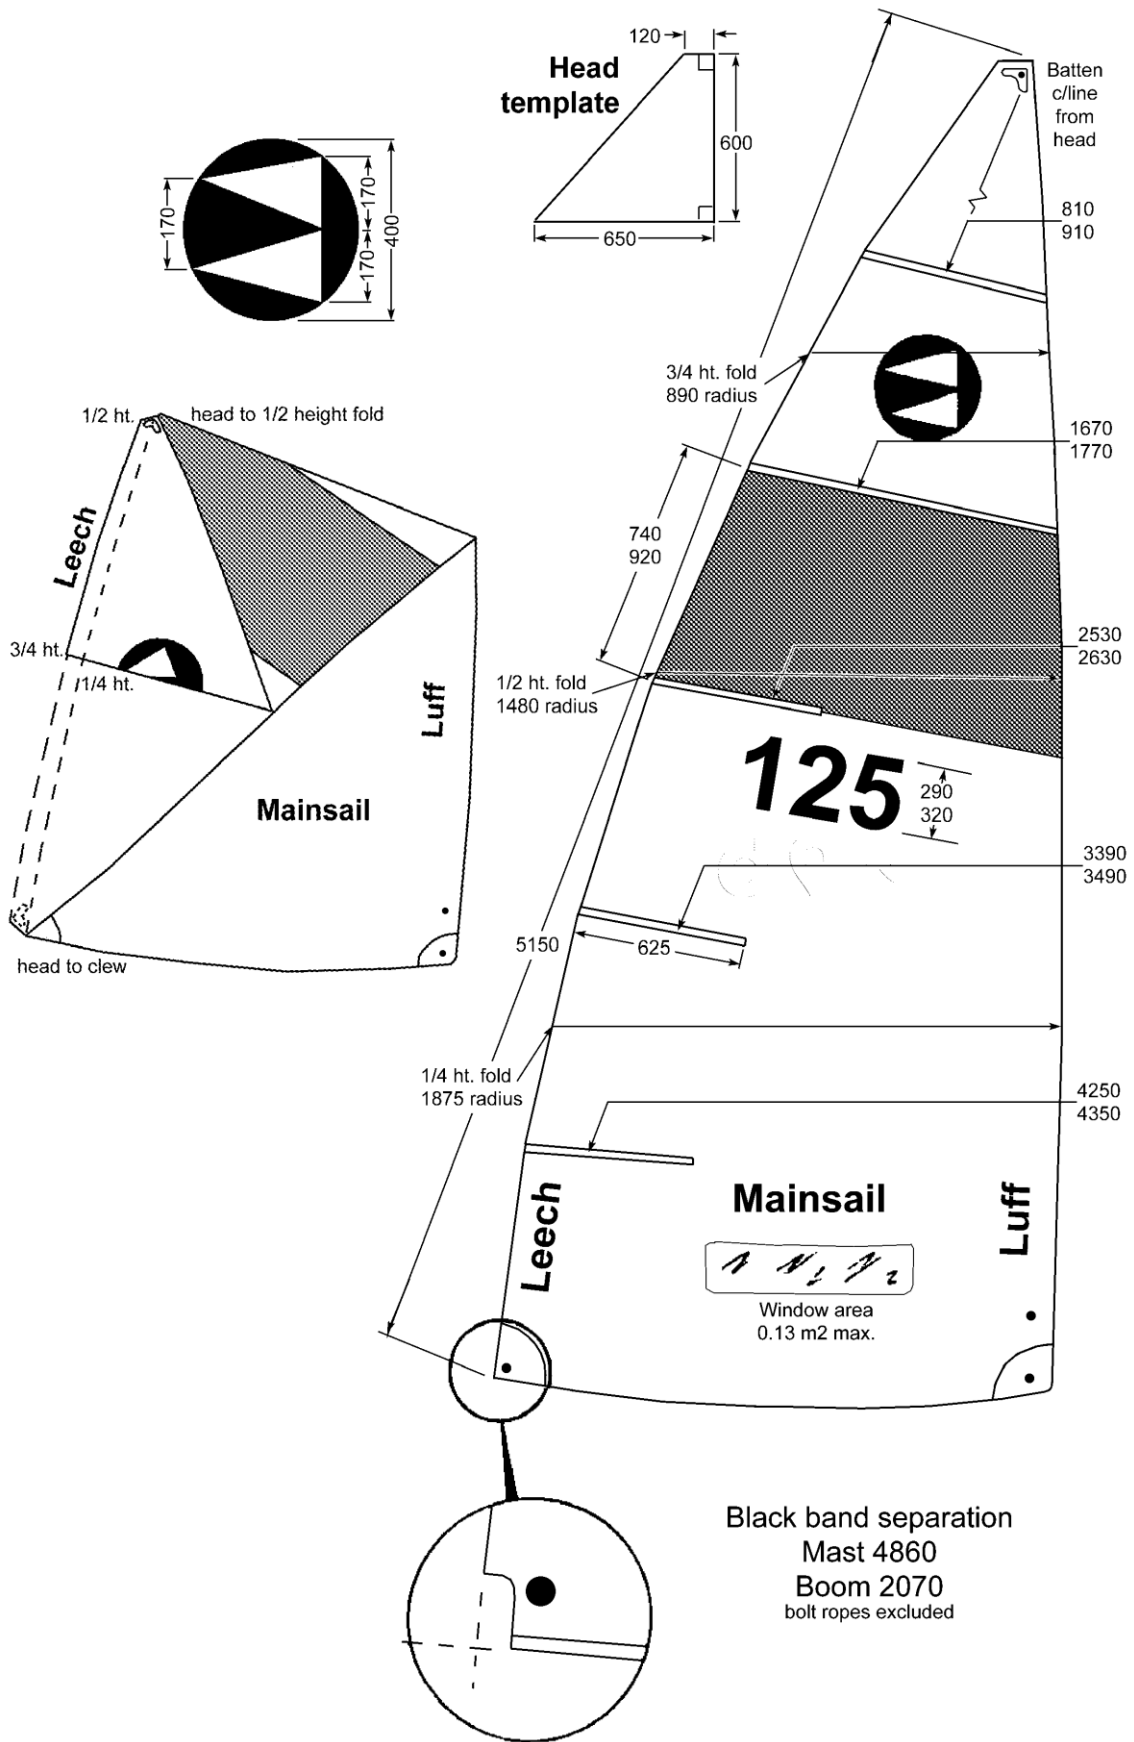 120
Head
template
600
650
Batten
c/line
from
head
810
910
170
170
170
400
3/4 ht. fold
890 radius
1/2 ht.
head to 1/2 height fold
Leech
3/4 ht.
1/4 ht.
Luff
Mainsail
head to clew
1670
1770
740
920
2530
2630
1/2 ht. fold
1480 radius
125
290
320
3390
3490
5150
625
1/4 ht. fold
1875 radius
4250
4350
Leech
Mainsail
Luff
Window area
0.13 m2 max.
Black band separation
Mast 4860
Boom 2070
bolt ropes excluded